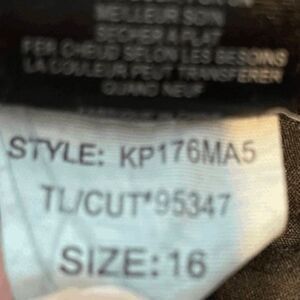 MEILLEUR SOIN
SECHER A PLAT
FER CHAUD SELON LES BESOINS
LA COULEUR PEUT TRANSFERER
QUAND NEUF
STYLE: KP176MA5
TL/CUT#95347
SIZE: 16